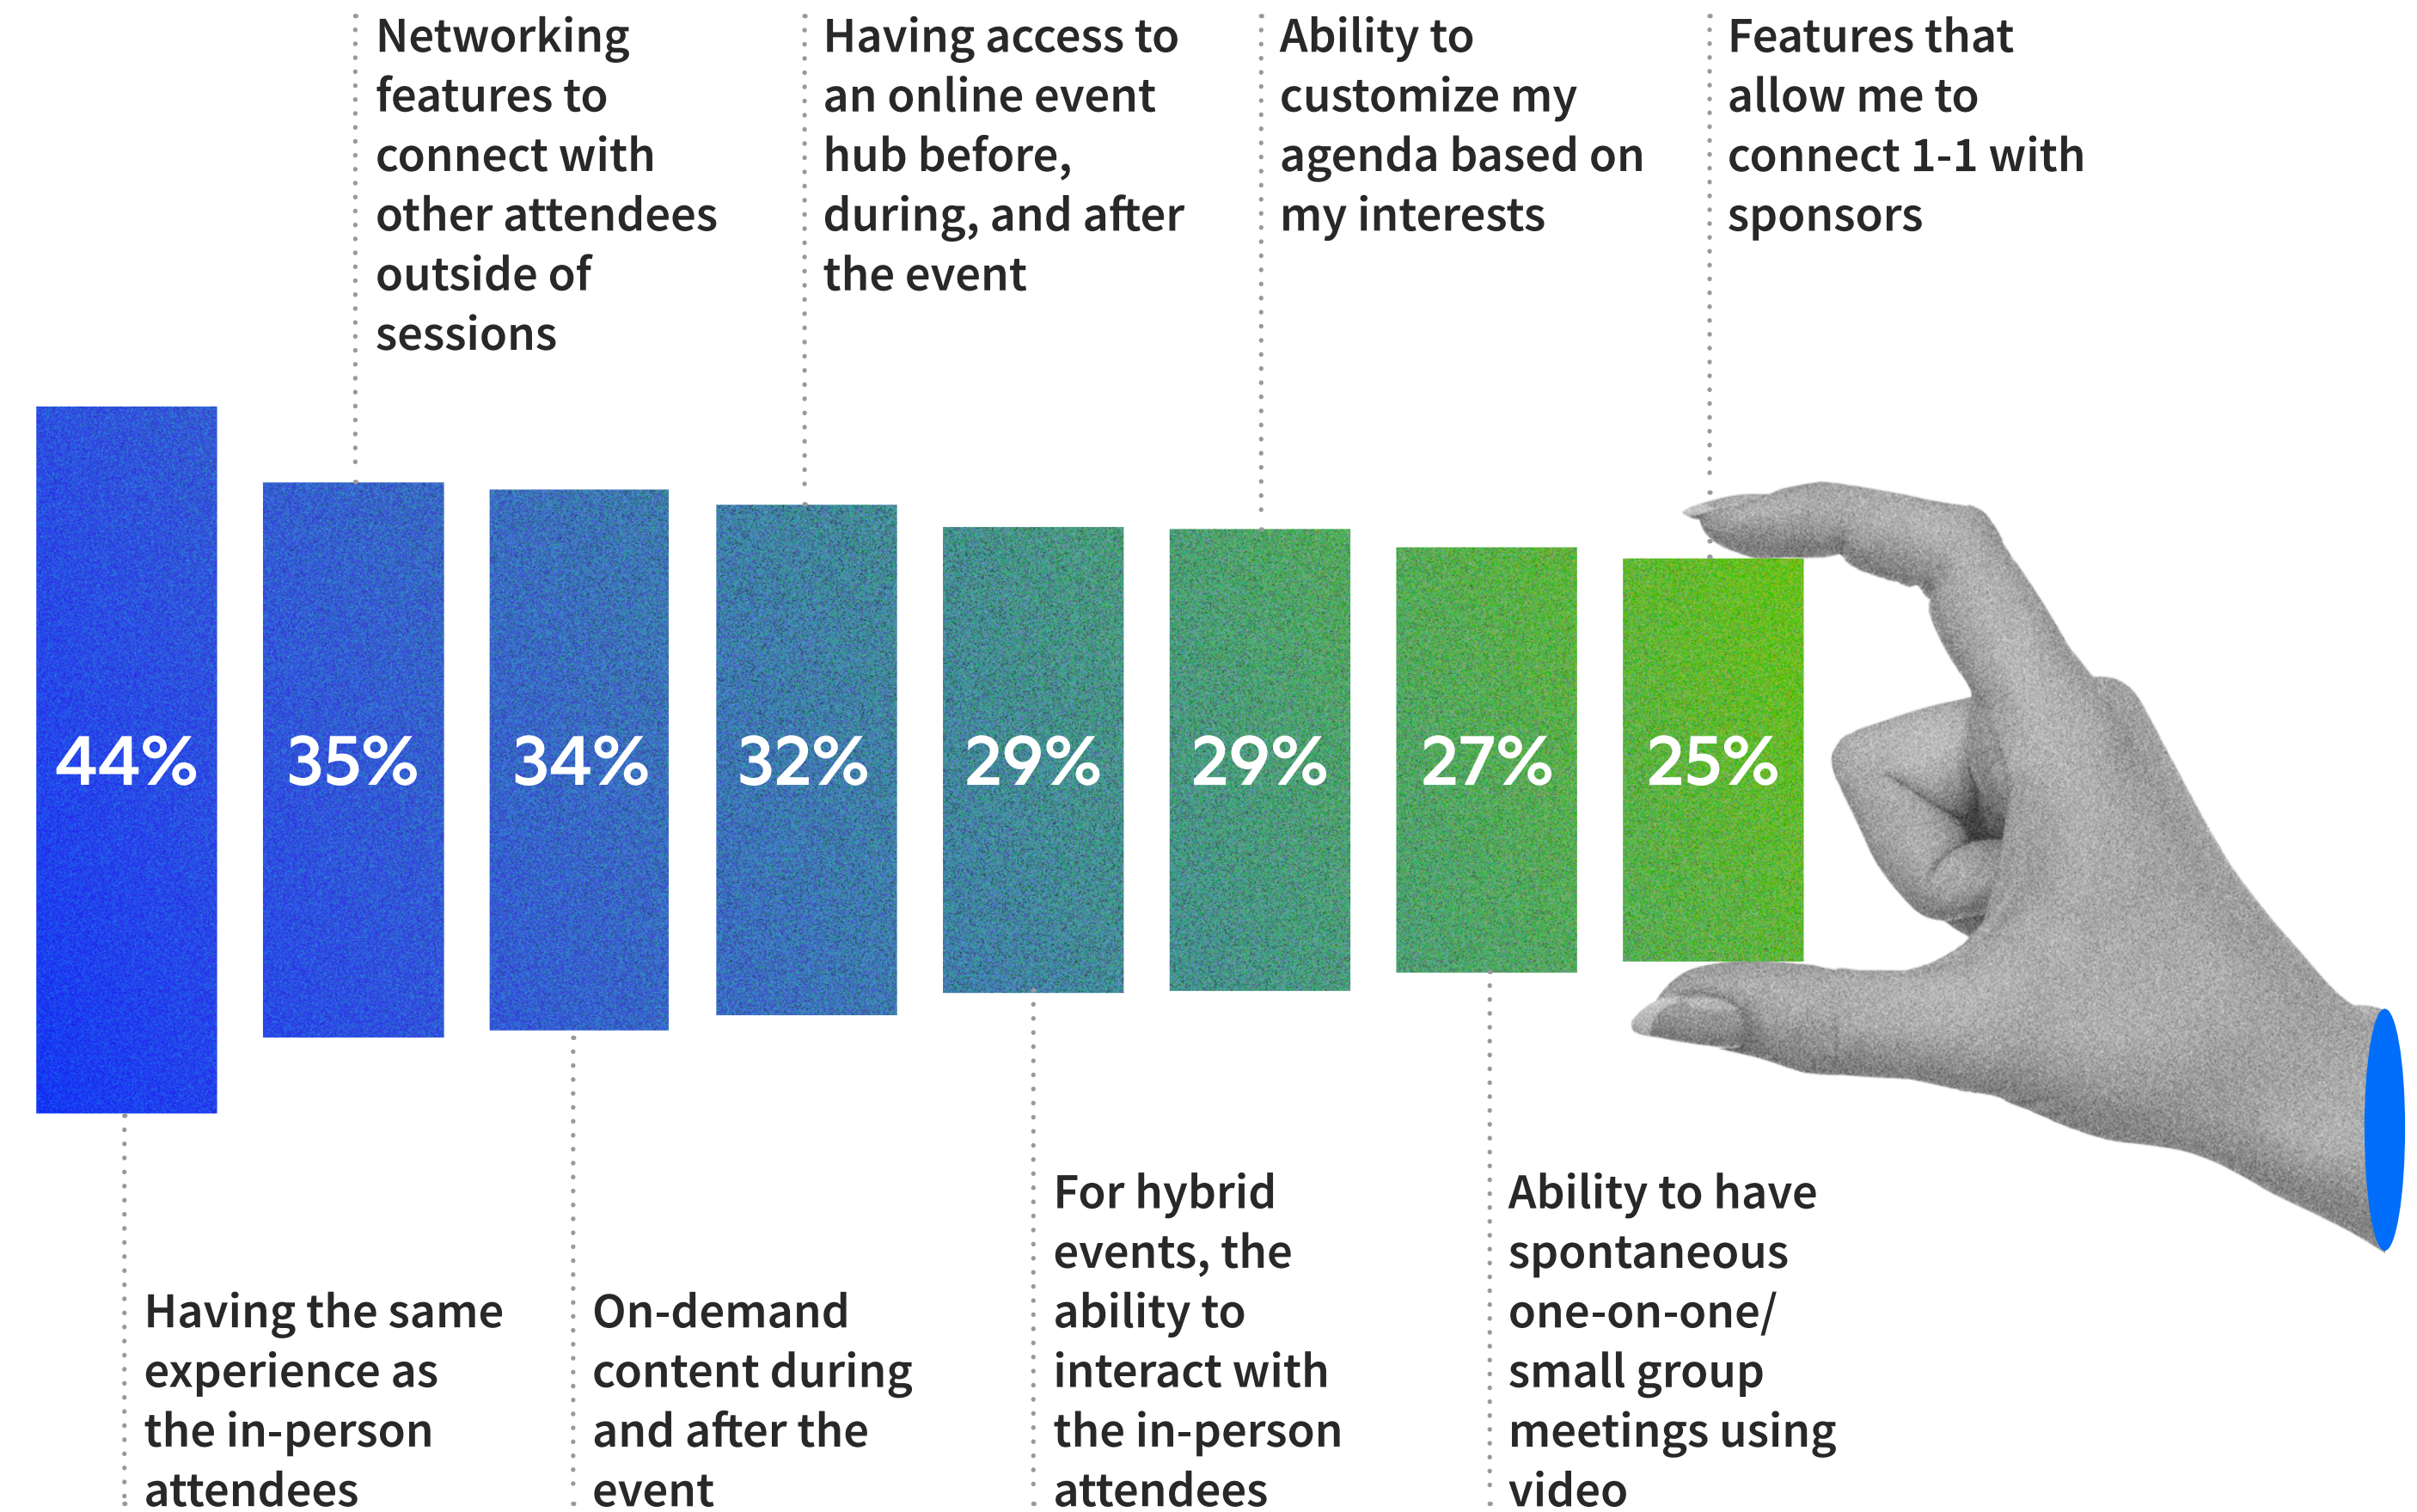 Networking
features to
connect with
other attendees
outside of
sessions
Having access to
an online event
hub before,
during, and after
the event
Ability to
customize my
agenda based on
my interests
Features that
allow me to
connect 1-1 with
sponsors
44%
35%
34%
32%
29%
29%
27%
25%
Having the same
experience as
the in-person
attendees
On-demand
content during
and after the
event
For hybrid
events, the
ability to
interact with
the in-person
attendees
Ability to have
spontaneous
one-on-one/
small group
meetings using
video